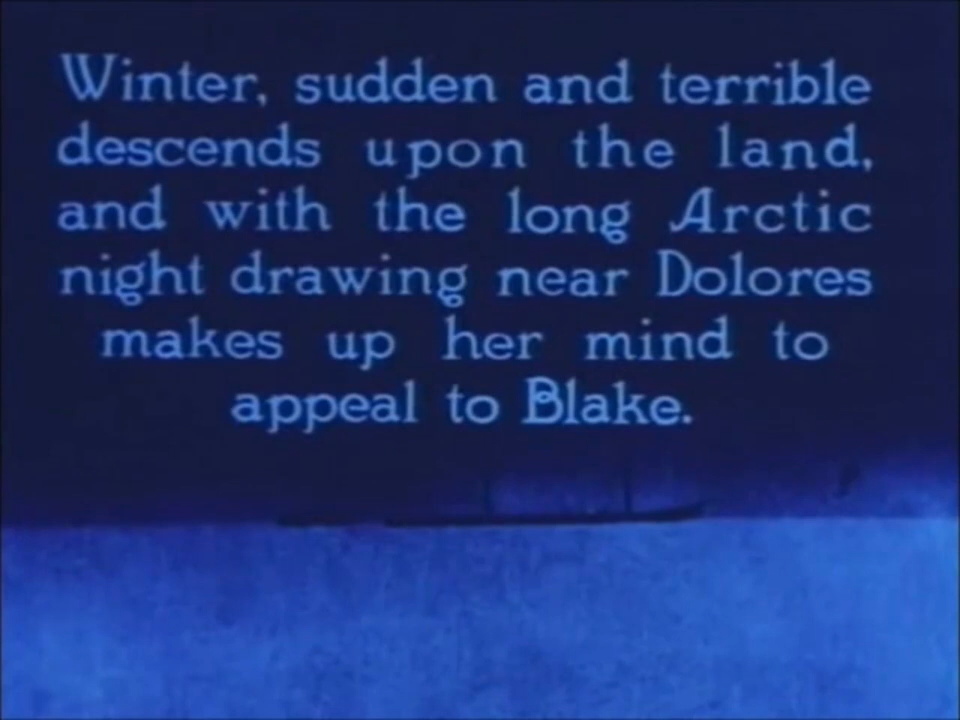 Winter, sudden and terrible
descends upon the land,
and with the long Arctic
night drawing near Dolores
makes up her mind to
appeal to Blake.